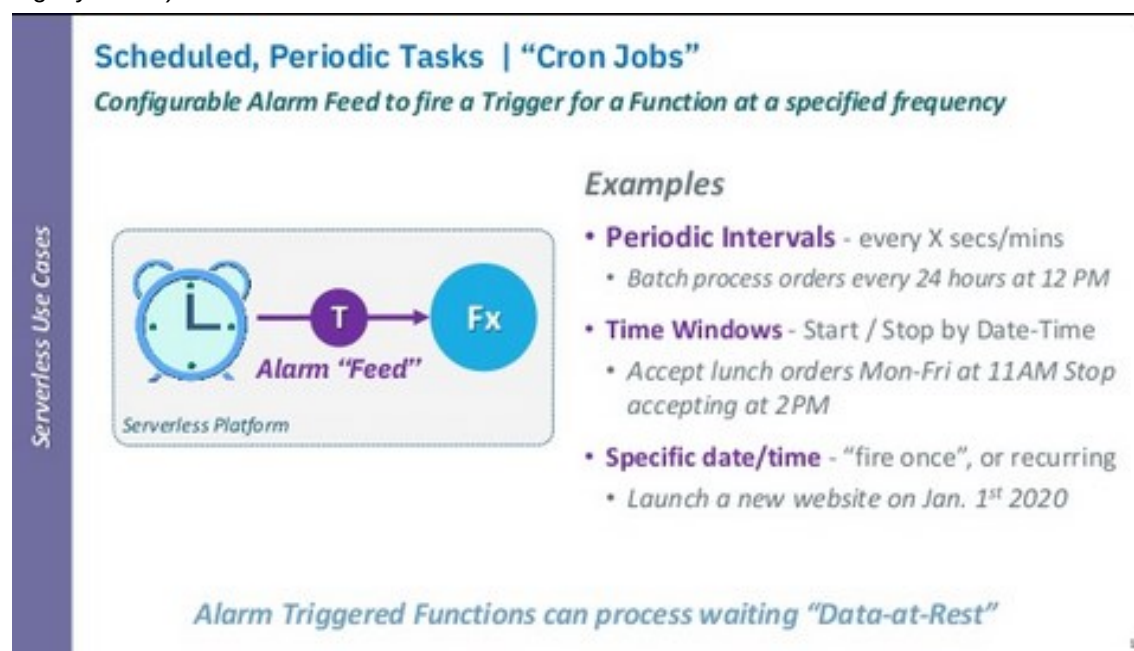 Scheduled, Periodic Tasks | “Cron Jobs”
Configurable Alarm Feed to fire a Trigger for a Function at a specified frequency
Serverless Use Cases
T
Fx
Alarm “Feed”
Serverless Platform
Examples
• Periodic Intervals - every X secs/mins
• Batch process orders every 24 hours at 12 PM
• Time Windows - Start / Stop by Date-Time
• Accept lunch orders Mon-Fri at 11AM Stop
accepting at 2PM
• Specific date/time - “fire once”, or recurring
• Launch a new website on Jan. 1st 2020
Alarm Triggered Functions can process waiting “Data-at-Rest”